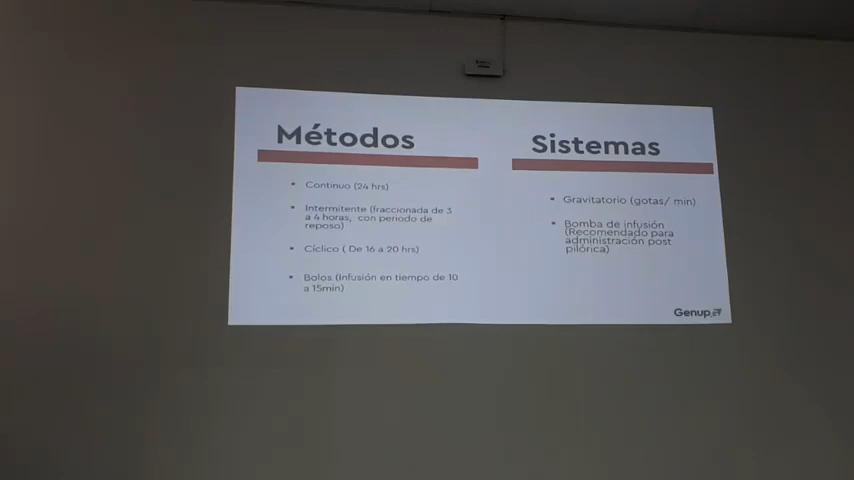 Métodos
Continuo (24 hrs)
Intermitente (fraccionada de 3
a 4 horas, con periodo de
reposo)
Cíclico ( De 16 a 20 hrs)
Bolos (Infusión en tiempo de 10
a 15min)
Sistemas
Gravitatorio (gotas/ min)
Bomba de infusión
(Recomendado para
administración post
pilórica)
Genup